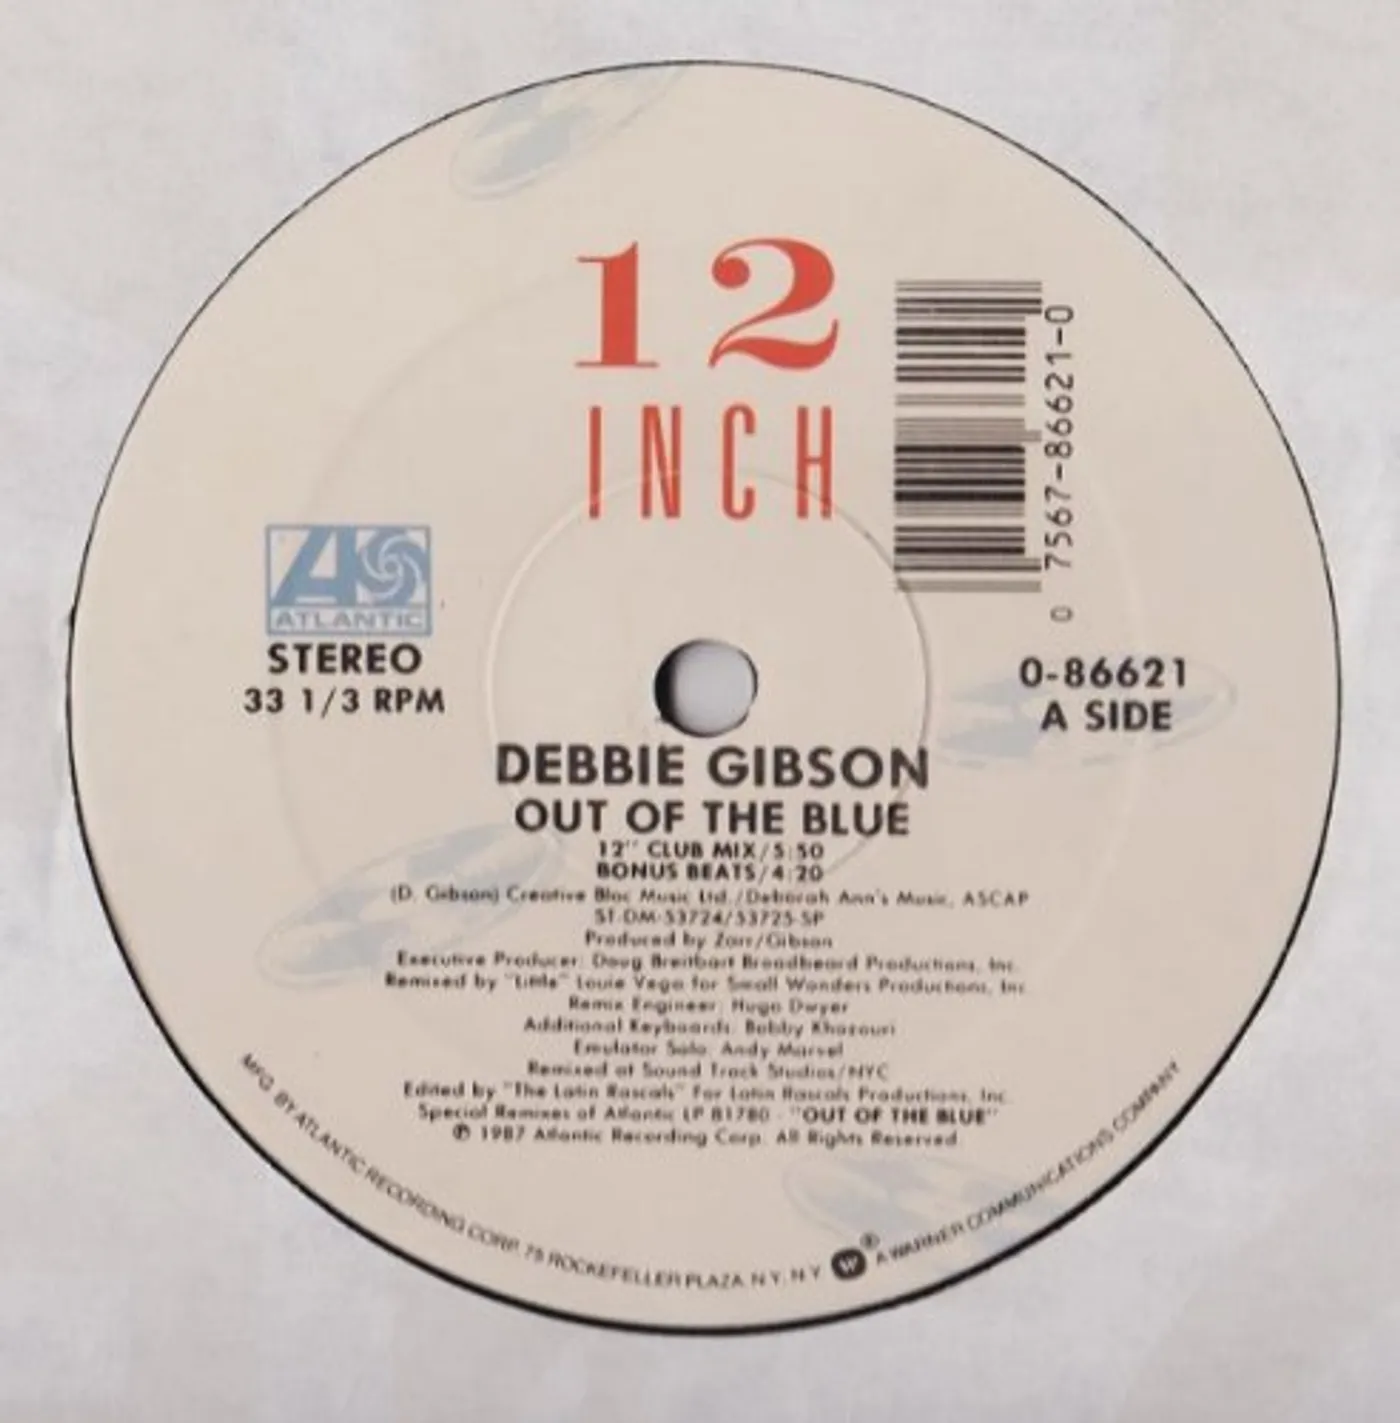 12
INCH
0 7567-86621-0
ATLANTIC
STEREO
33 1/3 RPM
0-86621
A SIDE
DEBBIE GIBSON
OUT OF THE BLUE
12" CLUB MIX/5:50
BONUS BEATS/4:20
(D. Gibson) Creative Bloc Music Ltd./Deborah Ann's Music, ASCAP
ST-DM-53724/53725-SP
Produced by Zarr/Gibson
Executive Producer: Doug Breitbart Broadbeard Productions, Inc.
Remixed by "Little" Louie Vega for Small Wonders Productions, Inc.
Remix Engineer: Hugo Dwyer
Additional Keyboards: Bobby Khozouri
Emulator Solo: Andy Marvel
Remixed at Sound Track Studios/NYC
Edited by "The Latin Rascals" For Latin Rascals Productions, Inc.
Special Remixes of Atlantic LP 81780 - "OUT OF THE BLUE"
℗ 1987 Atlantic Recording Corp. All Rights Reserved
MFG. BY ATLANTIC RECORDING CORP. 75 ROCKEFELLER PLAZA N.Y. N.Y. W ® A WARNER COMMUNICATIONS COMPANY